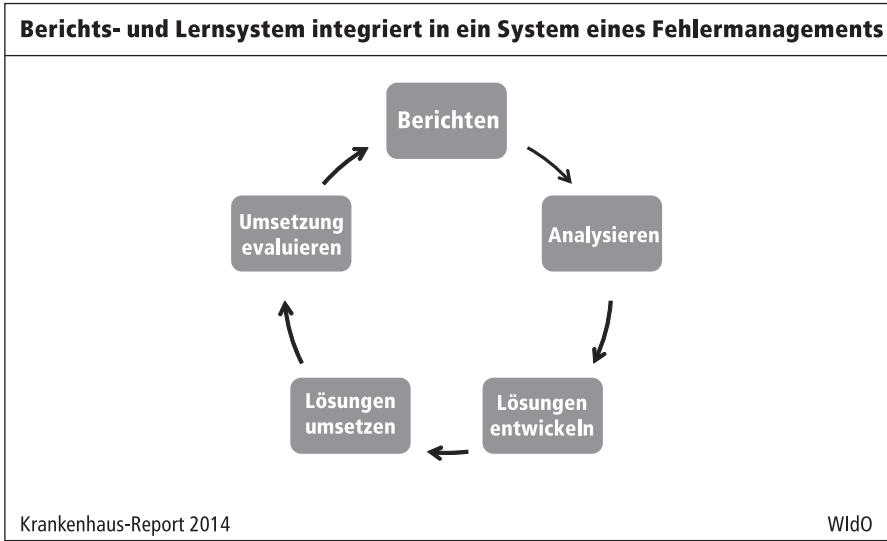 Berichts- und Lernsystem integriert in ein System eines Fehlermanagements
Berichten
Analysieren
Lösungen
entwickeln
Lösungen
umsetzen
Umsetzung
evaluieren
Krankenhaus-Report 2014
WIdO